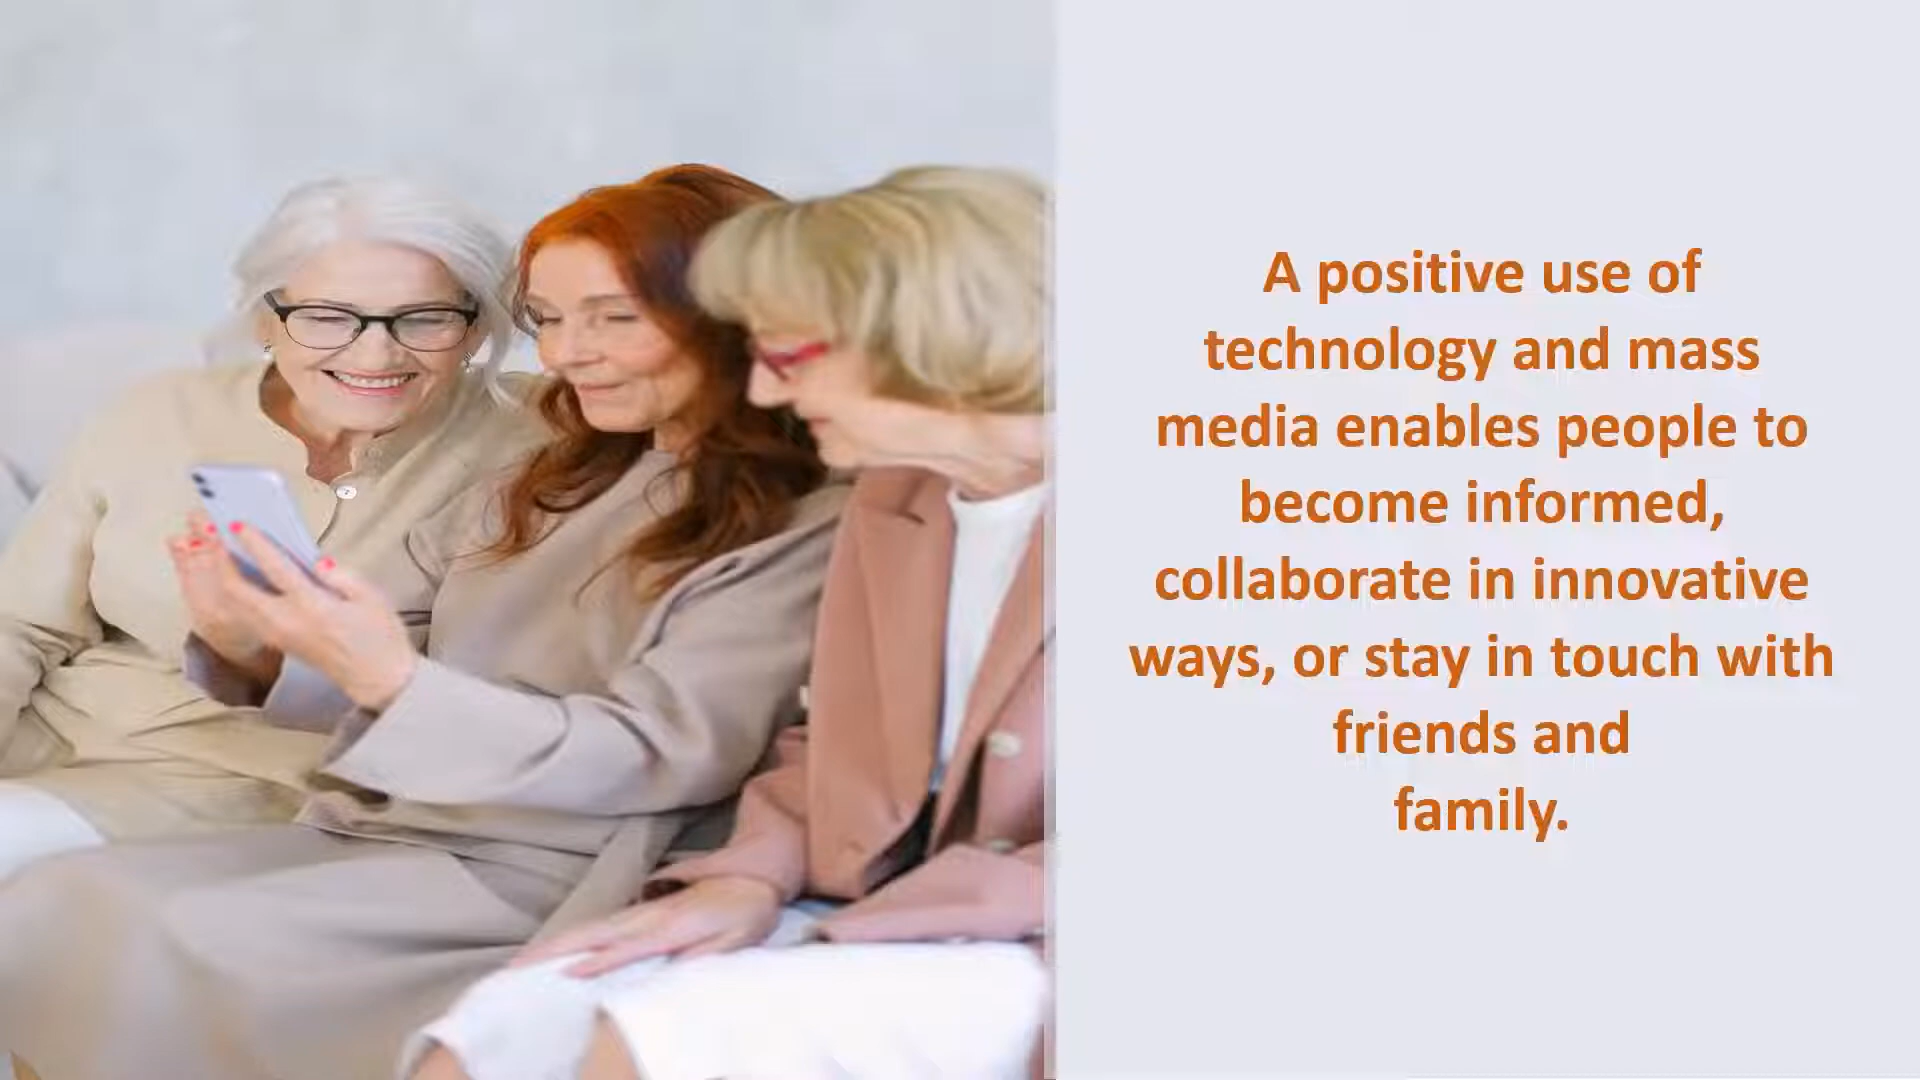 A positive use of
technology and mass
media enables people to
become informed,
collaborate in innovative
ways, or stay in touch with
friends and
family.